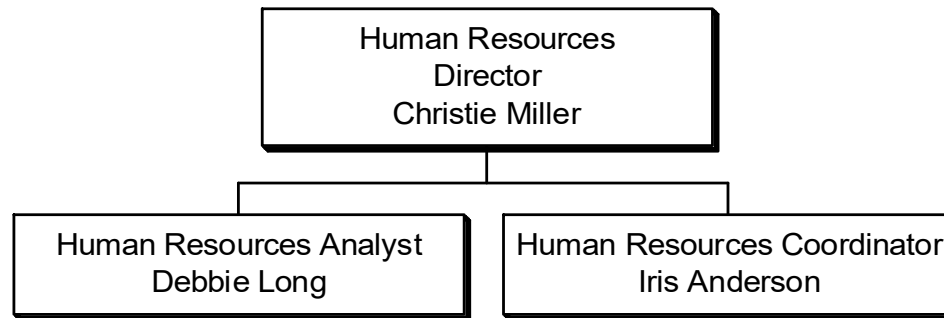 Human Resources
Director
Christie Miller
Human Resources Analyst
Debbie Long
Human Resources Coordinator
Iris Anderson